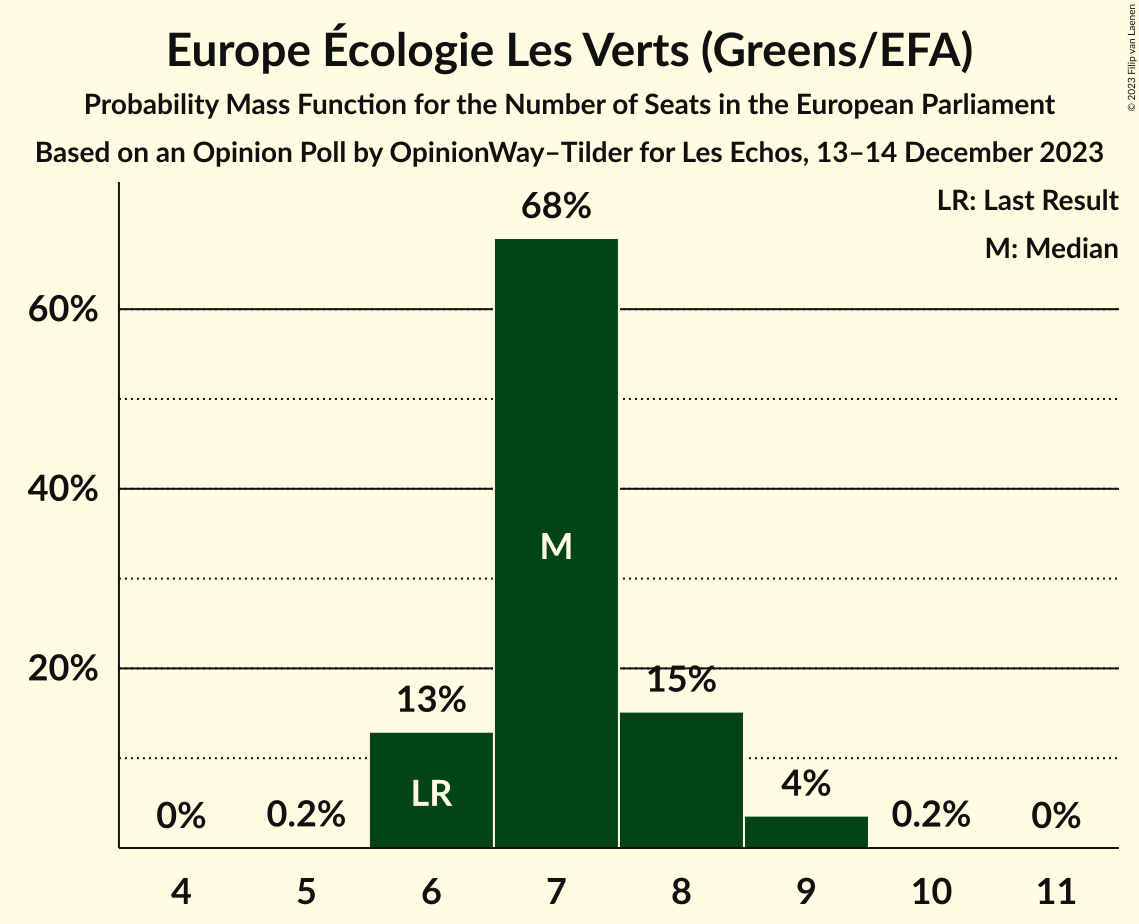 Europe Écologie Les Verts (Greens/EFA)
Probability Mass Function for the Number of Seats in the European Parliament
Based on an Opinion Poll by OpinionWay–Tilder for Les Echos, 13–14 December 2023
© 2023 Filip van Laenen
LR: Last Result
M: Median
68%
60%
40%
M
20%
15%
13%
LR
4%
0%
0.2%
0.2%
0%
4 5 6 7 8 9 10 11